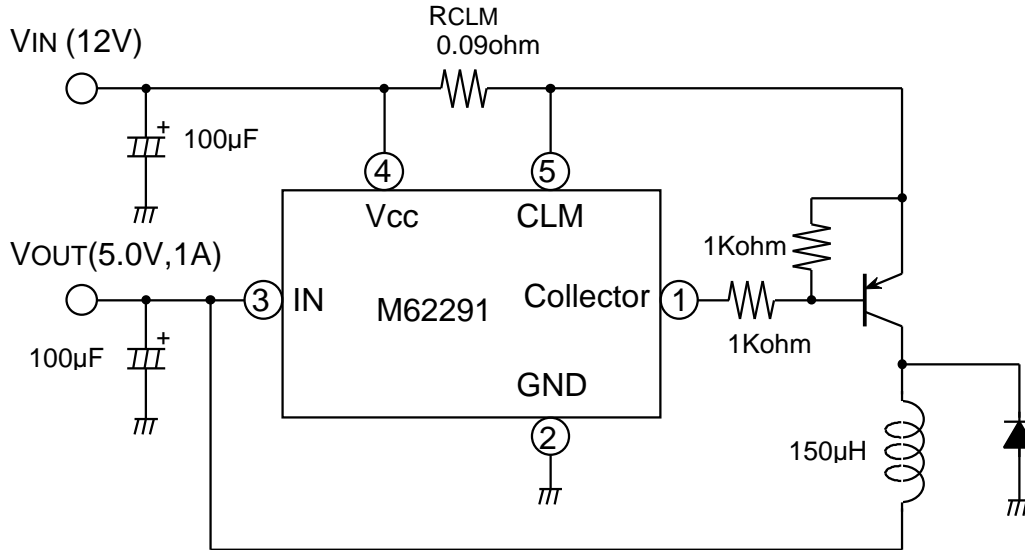 RCLM
0.09ohm
VIN (12V)
+
100µF
4
5
Vcc
CLM
VOUT(5.0V,1A)
1Kohm
3
IN
M62291
Collector
1
1Kohm
+
100µF
GND
2
150µH